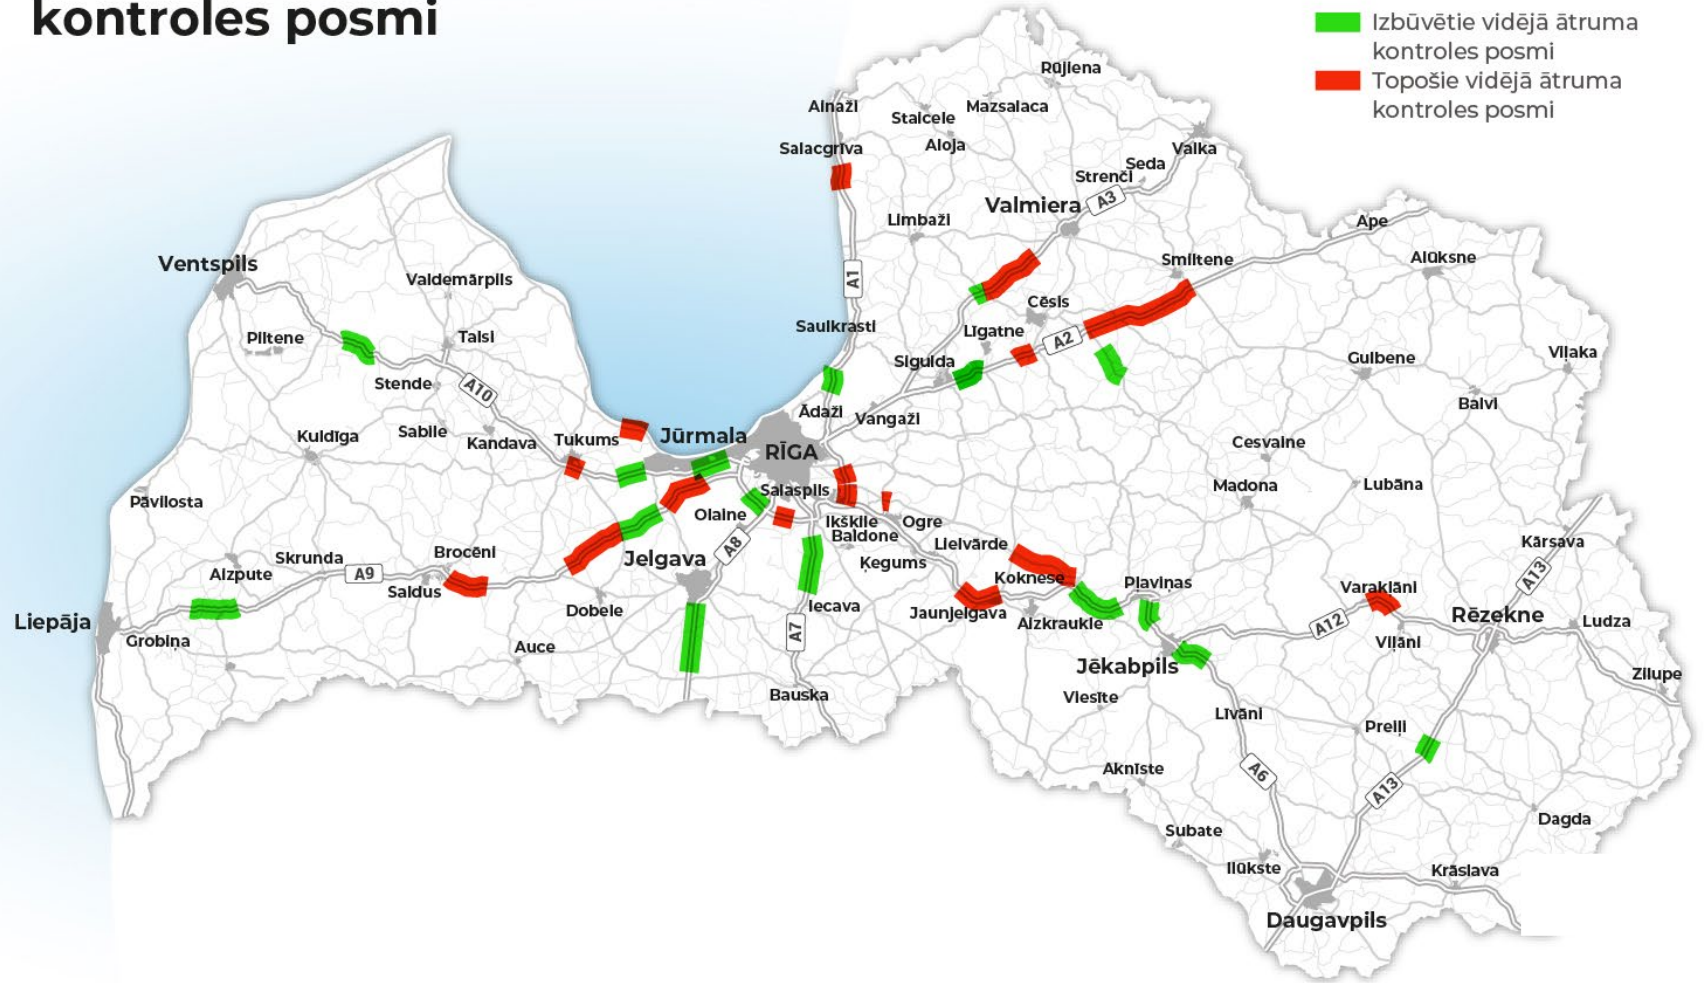 kontroles posmi
Izbūvētie vidējā ātruma
kontroles posmi
Topošie vidējā ātruma
kontroles posmi
Rūjiena
Ainaži
Mazsalaca
Staicele
Aloja
Salacgrīva
Valka
Seda
Strenči
A3
Valmiera
Limbaži
Ape
Ventspils
Smiltene
Alūksne
Valdemārpils
A1
Cēsis
Saulkrasti
Līgatne
Piltene
Talsi
A2
Sigulda
Gulbene
Viļaka
Stende
A10
Ādaži
Vangaži
Balvi
Sabile
Kuldīga
Kandava
Tukums
Jūrmala
RĪGA
Cesvaine
Salaspils
Madona
Lubāna
Pāvilosta
Olaine
Ikšķile
Ogre
Baldone
Lielvārde
Kārsava
Skrunda
Brocēni
A8
Jelgava
Ķegums
Aizpute
A9
Koknese
Pļaviņas
A13
Saldus
Varakļāni
Dobele
Iecava
Jaunjelgava
Aizkraukle
Rēzekne
Liepāja
Grobiņa
A7
A12
Viļāni
Ludza
Auce
Jēkabpils
Zilupe
Bauska
Viesīte
Līvāni
Preiļi
Aknīste
A6
A13
Subate
Dagda
Ilūkste
Krāslava
Daugavpils